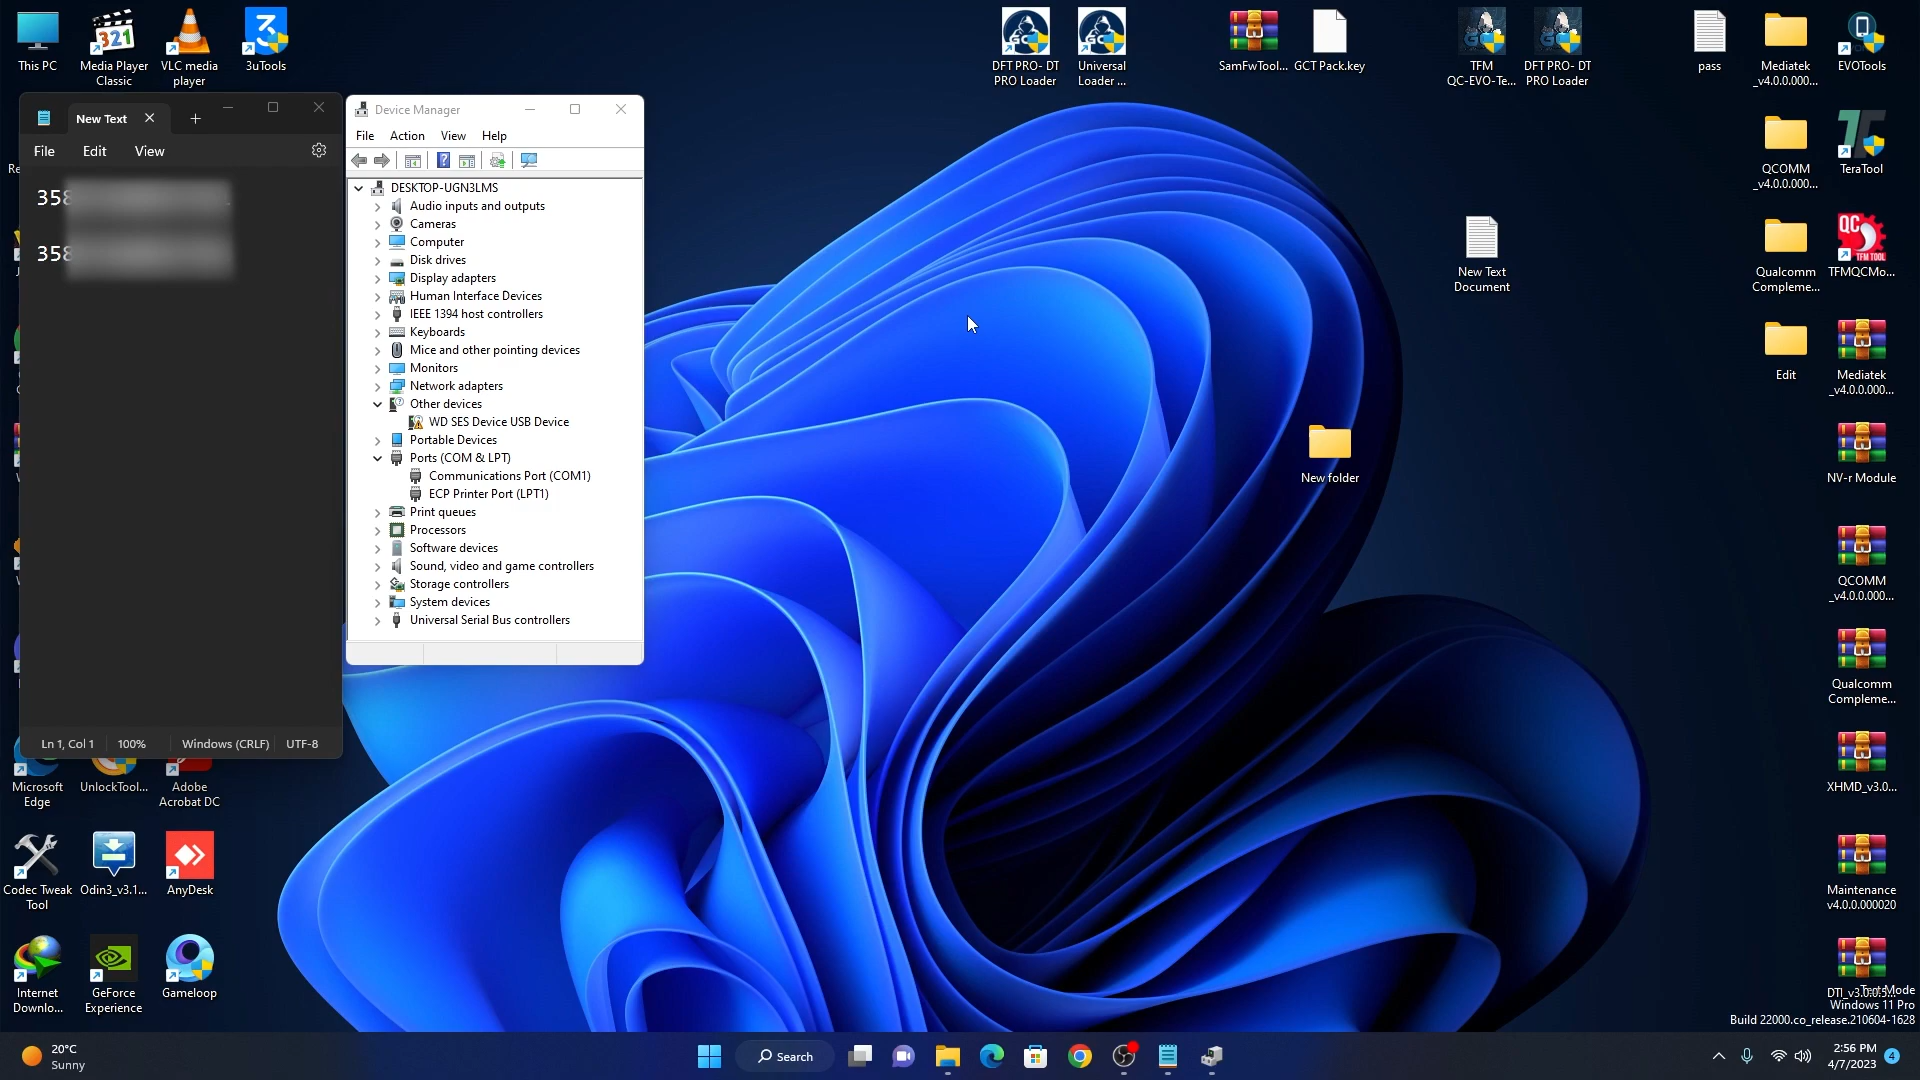 This PC
Media Player
Classic
VLC media
player
3uTools
DFT PRO- DT
PRO Loader
Universal
Loader ...
SamFwTool...
GCT Pack.key
TFM
QC-EVO-Te...
DFT PRO- DT
PRO Loader
pass
Mediatek
_v4.0.0.000...
EVOTools
New Text
File
Edit
View
358
358
Ln 1, Col 1
100%
Windows (CRLF)
UTF-8
Device Manager
File
Action
View
Help
DESKTOP-UGN3LMS
Audio inputs and outputs
Cameras
Computer
Disk drives
Display adapters
Human Interface Devices
IEEE 1394 host controllers
Keyboards
Mice and other pointing devices
Monitors
Network adapters
Other devices
WD SES Device USB Device
Portable Devices
Ports (COM & LPT)
Communications Port (COM1)
ECP Printer Port (LPT1)
Print queues
Processors
Software devices
Sound, video and game controllers
Storage controllers
System devices
Universal Serial Bus controllers
QCOMM
_v4.0.0.000...
TeraTool
New Text
Document
Qualcomm
Compleme...
QC
TFM TOOL
TFMQCMo...
Edit
Mediatek
_v4.0.0.000...
New folder
NV-r Module
QCOMM
_v4.0.0.000...
Qualcomm
Compleme...
XHMD_v3.0...
Maintenance
v4.0.0.000020
Microsoft
Edge
UnlockTool...
Adobe
Acrobat DC
Codec Tweak
Tool
Odin3_v3.1...
AnyDesk
Internet
Downlo...
GeForce
Experience
Gameloop
Windows 11 Pro
Build 22000.co_release.210604-1628
20°C
Sunny
Search
2:56 PM
4/7/2023
4